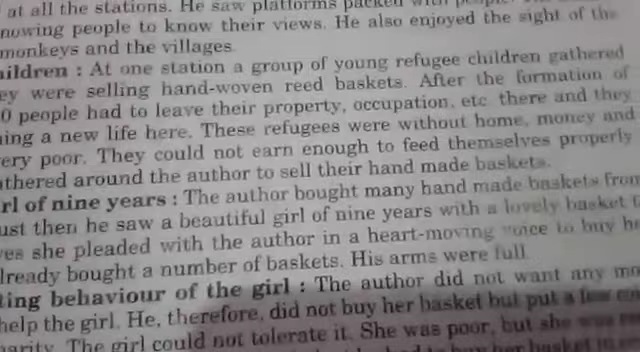 at all the stations. He saw platforms packed with
nowing people to know their views. He also enjoyed the sight of the
monkeys and the villages.
ildren : At one station a group of young refugee children gathered
ey were selling hand-woven reed baskets. After the formation of
0 people had to leave their property, occupation, etc. there and they
ing a new life here. These refugees were without home, money and
ery poor. They could not earn enough to feed themselves properly
athered around the author to sell their hand made baskets.
rl of nine years : The author bought many hand made baskets from
ust then he saw a beautiful girl of nine years with a lovely basket
es she pleaded with the author in a heart-moving voice to buy he
lready bought a number of baskets. His arms were full.
ting behaviour of the girl : The author did not want any mo
help the girl. He, therefore, did not buy her basket but put a few
harity. The girl could not tolerate it. She was poor, but she was
her basket